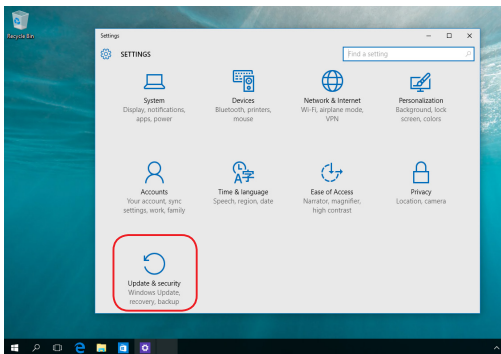 Recycle Bin
Settings
SETTINGS
Find a setting
System
Display, notifications,
apps, power
Devices
Bluetooth, printers,
mouse
Network & Internet
Wi-Fi, airplane mode,
VPN
Personalization
Background, lock
screen, colors
Accounts
Your account, sync
settings, work, family
Time & language
Speech, region, date
Ease of Access
Narrator, magnifier,
high contrast
Privacy
Location, camera
Update & security
Windows Update,
recovery, backup